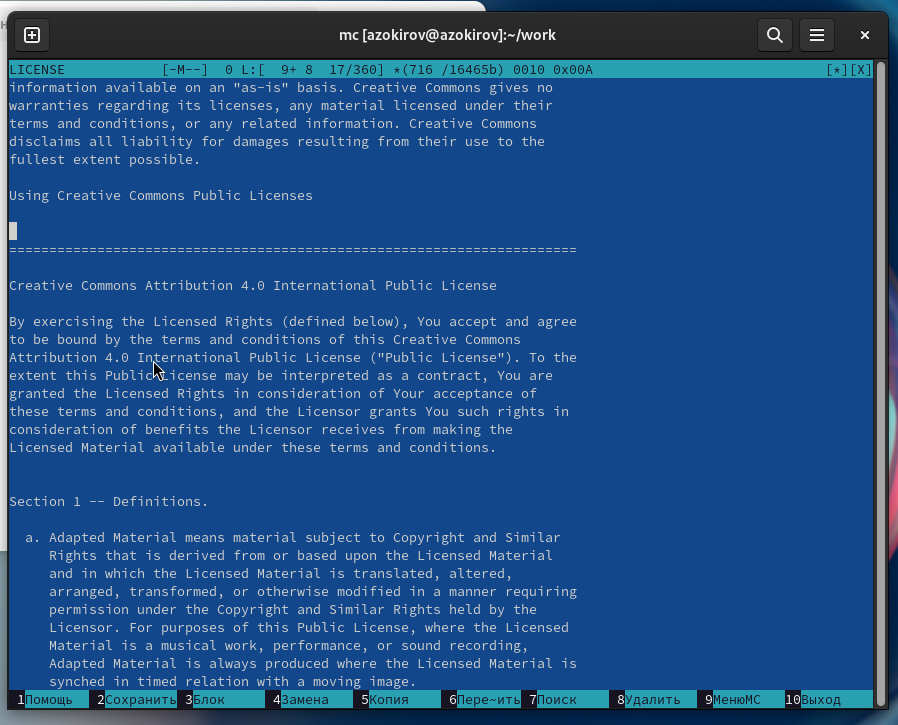 mc [azokirov@azokirov]:~/work
LICENSE [-M--] 0 L:[ 9+ 8 17/360] *(716 /16465b) 0010 0x00A [*][X]
information available on an "as-is" basis. Creative Commons gives no
warranties regarding its licenses, any material licensed under their
terms and conditions, or any related information. Creative Commons
disclaims all liability for damages resulting from their use to the
fullest extent possible.
Using Creative Commons Public Licenses
=======================================================================
Creative Commons Attribution 4.0 International Public License
By exercising the Licensed Rights (defined below), You accept and agree
to be bound by the terms and conditions of this Creative Commons
Attribution 4.0 International Public License ("Public License"). To the
extent this Public License may be interpreted as a contract, You are
granted the Licensed Rights in consideration of Your acceptance of
these terms and conditions, and the Licensor grants You such rights in
consideration of benefits the Licensor receives from making the
Licensed Material available under these terms and conditions.
Section 1 -- Definitions.
a. Adapted Material means material subject to Copyright and Similar
Rights that is derived from or based upon the Licensed Material
and in which the Licensed Material is translated, altered,
arranged, transformed, or otherwise modified in a manner requiring
permission under the Copyright and Similar Rights held by the
Licensor. For purposes of this Public License, where the Licensed
Material is a musical work, performance, or sound recording,
Adapted Material is always produced where the Licensed Material is
synched in timed relation with a moving image.
1Помощь 2Сохранить 3Блок 4Замена 5Копия 6Пере~ить 7Поиск 8Удалить 9МенюMC 10Выход